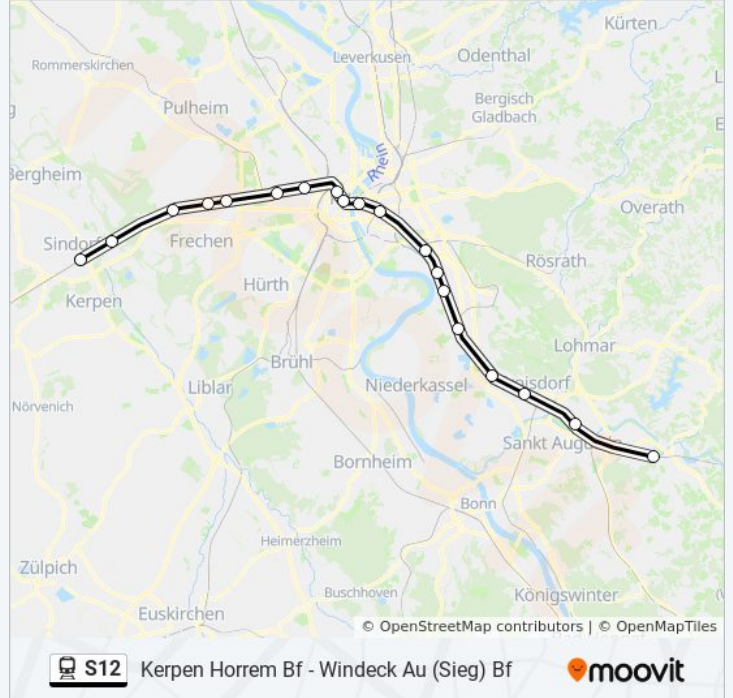 Kürten
Leverkusen
Odenthal
Rommerskirchen
Pulheim
Bergisch
Gladbach
Rhein
Bergheim
Overath
Sindorf
Frechen
Rösrath
Hürth
Kerpen
Lohmar
Brühl
Liblar
Niederkassel
isdorf
Nörvenich
Sankt Augu
Bornheim
Bonn
Heimerzheim
Zülpich
Buschhoven
Königswinter
Euskirchen
© OpenStreetMap contributors | © OpenMapTiles
S12 Kerpen Horrem Bf - Windeck Au (Sieg) Bf moovit